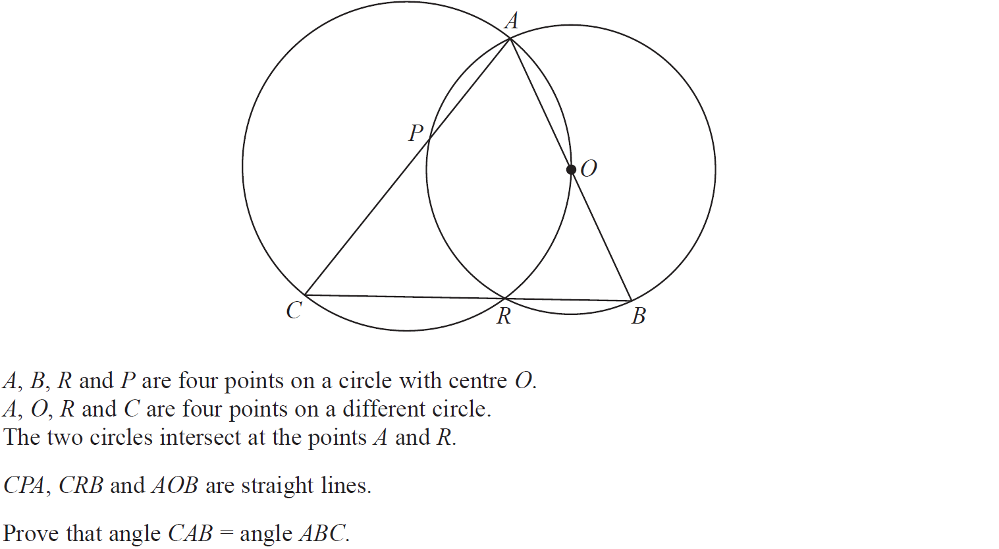 A
P
O
C
R
B
A, B, R and P are four points on a circle with centre O.
A, O, R and C are four points on a different circle.
The two circles intersect at the points A and R.
CPA, CRB and AOB are straight lines.
Prove that angle CAB = angle ABC.